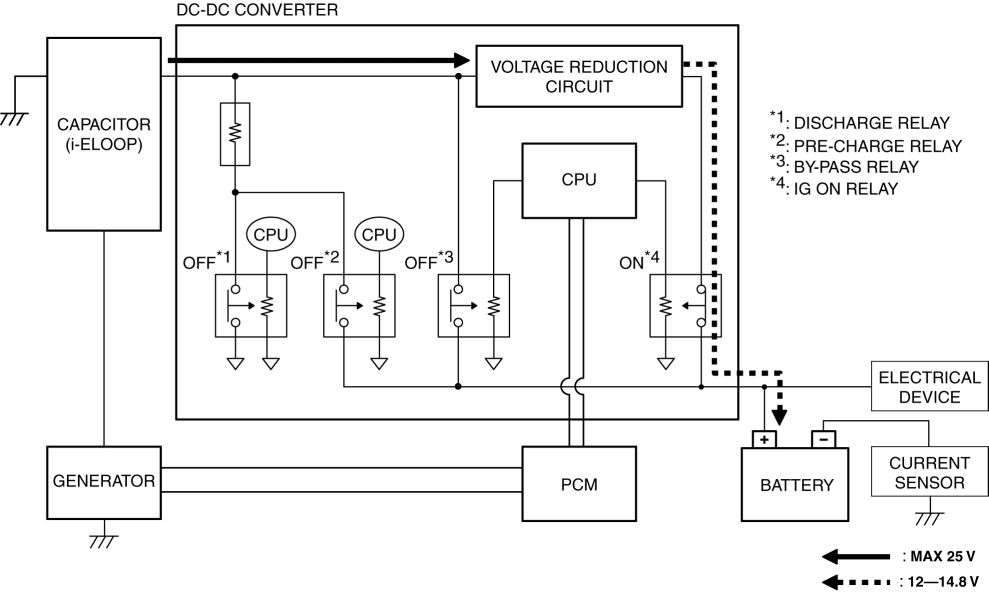 DC-DC CONVERTER
CAPACITOR
(i-ELOOP)
VOLTAGE REDUCTION
CIRCUIT
*1: DISCHARGE RELAY
*2: PRE-CHARGE RELAY
*3: BY-PASS RELAY
*4: IG ON RELAY
CPU
CPU
CPU
OFF*1
OFF*2
OFF*3
ON*4
ELECTRICAL
DEVICE
+
−
GENERATOR
PCM
BATTERY
CURRENT
SENSOR
: MAX 25 V
: 12—14.8 V